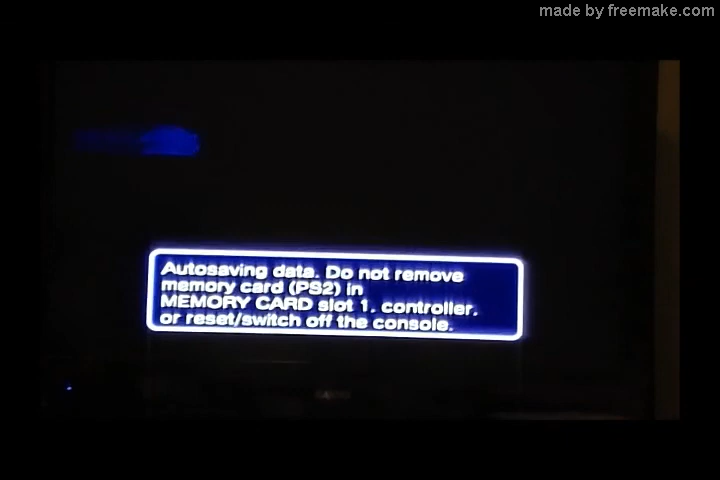 made by freemake.com
Autosaving data. Do not remove
memory card (PS2) in
MEMORY CARD slot 1, controller,
or reset/switch off the console.